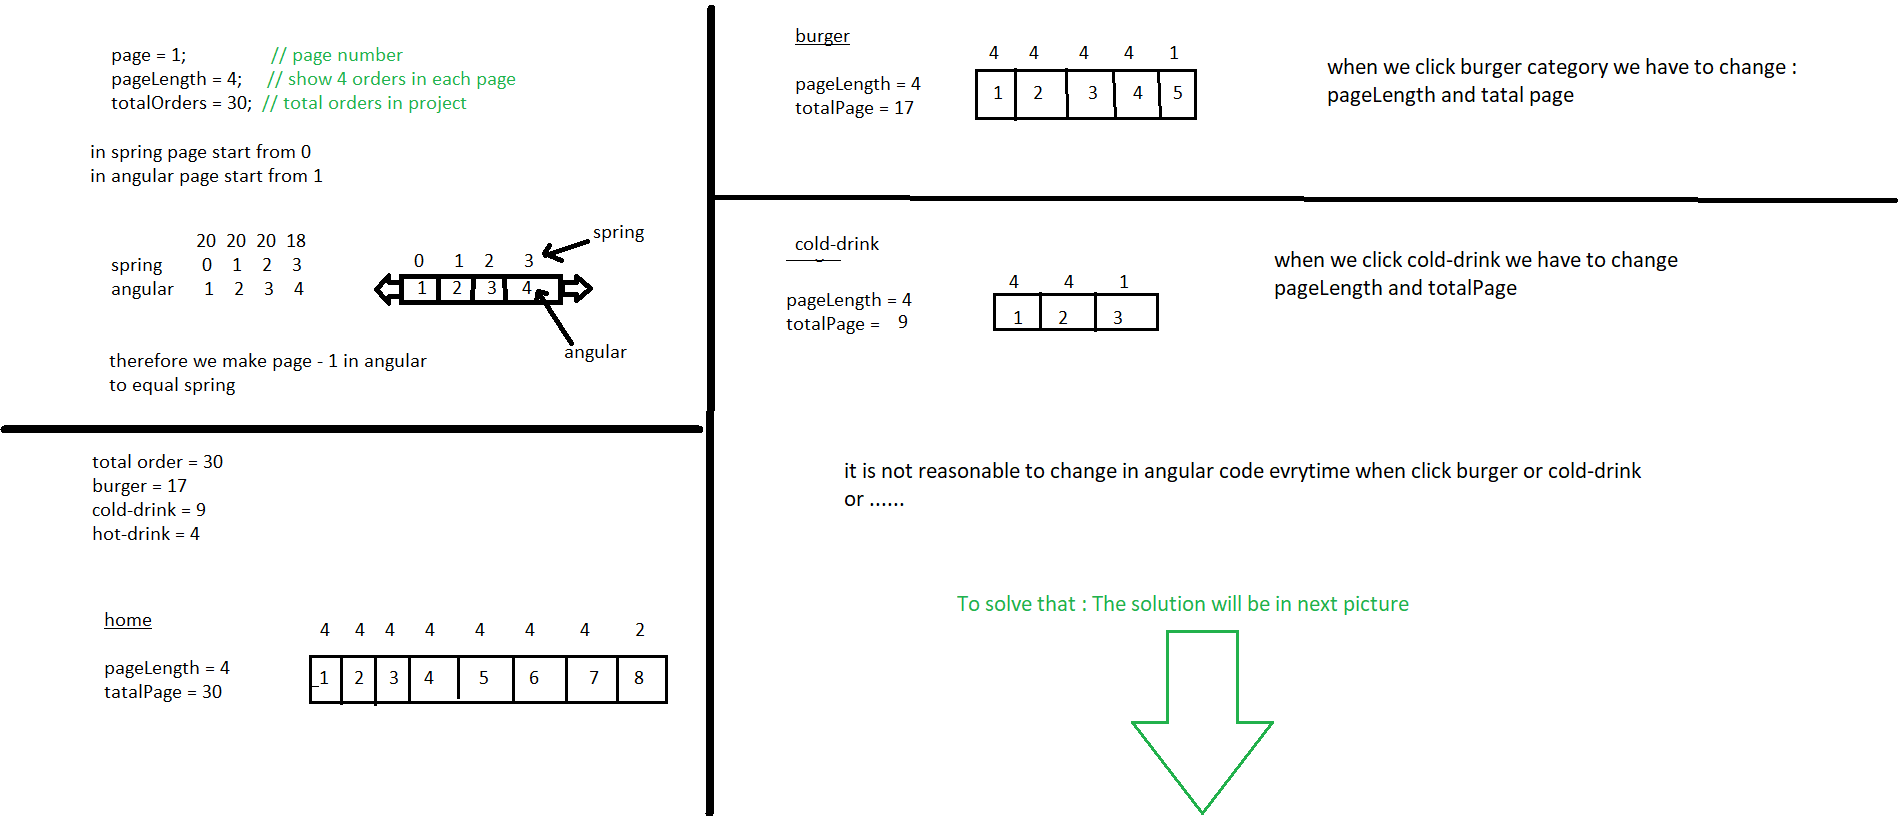 page = 1; // page number
pageLength = 4; // show 4 orders in each page
totalOrders = 30; // total orders in project
in spring page start from 0
in angular page start from 1
20 20 20 18
spring 0 1 2 3
angular 1 2 3 4
spring
0 1 2 3
1 2 3 4
angular
therefore we make page - 1 in angular
to equal spring
total order = 30
burger = 17
cold-drink = 9
hot-drink = 4
home
4 4 4 4 4 4 4 2
pageLength = 4
tatalPage = 30
1 2 3 4 5 6 7 8
burger
4 4 4 4 1
pageLength = 4
totalPage = 17
1 2 3 4 5
when we click burger category we have to change :
pageLength and tatal page
cold-drink
4 4 1
pageLength = 4
totalPage = 9
1 2 3
when we click cold-drink we have to change
pageLength and totalPage
it is not reasonable to change in angular code evrytime when click burger or cold-drink
or ......
To solve that : The solution will be in next picture